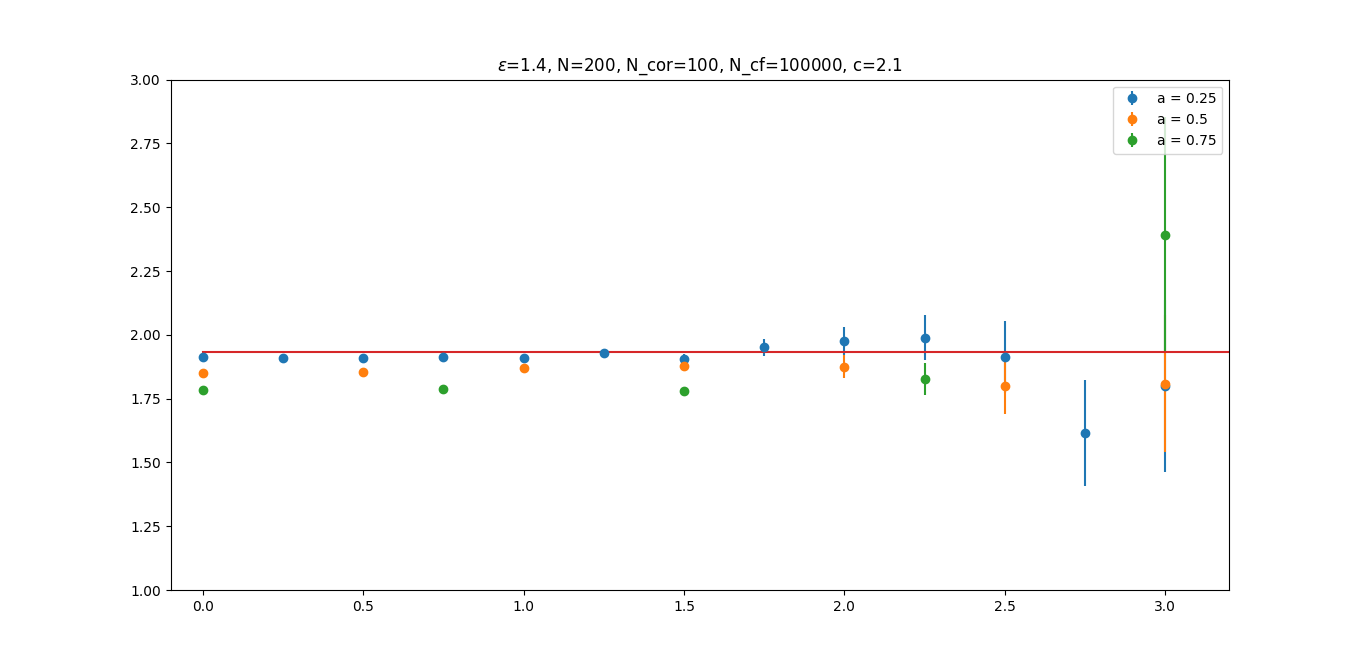 ε=1.4, N=200, N_cor=100, N_cf=100000, c=2.1
a = 0.25
a = 0.5
a = 0.75
3.00
2.75
2.50
2.25
2.00
1.75
1.50
1.25
1.00
0.0 0.5 1.0 1.5 2.0 2.5 3.0